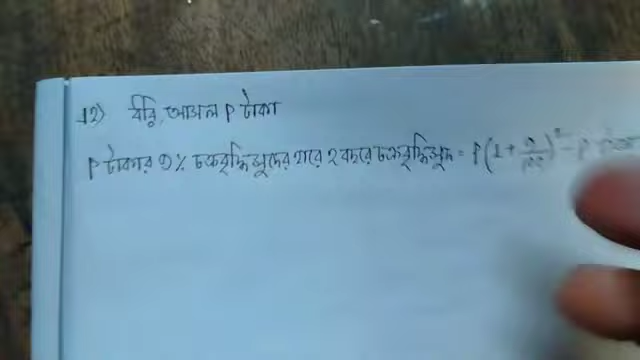 12) ধরি, আসল P টাকা
P টাকার 9% চক্রবৃদ্ধি সুদের হারে 2 বছরে চক্রবৃদ্ধি সুদ = P(1 + 9/100)² - P